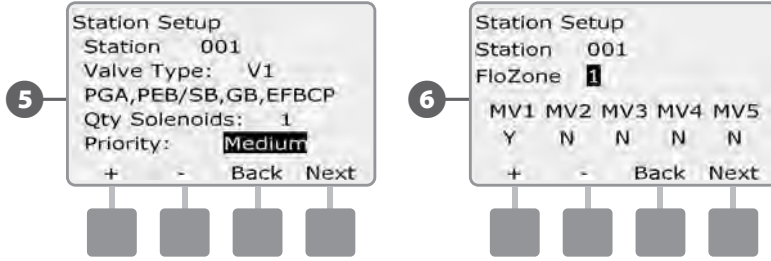 5
Station Setup
Station 001
Valve Type: V1
PGA,PEB/SB,GB,EFBCP
Qty Solenoids: 1
Priority: Medium
+ - Back Next
6
Station Setup
Station 001
FloZone 1
MV1 MV2 MV3 MV4 MV5
Y N N N N
+ - Back Next